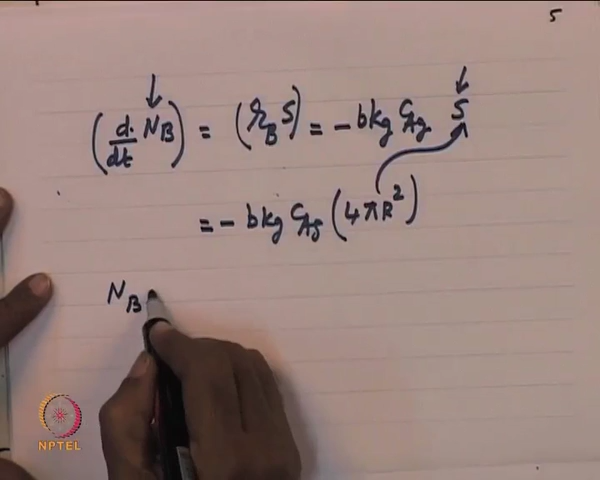 5
(d/dt N_B) = (r_B S) = - b k_g C_Ag S
= - b k_g C_Ag (4πR²)
N_B
NPTEL